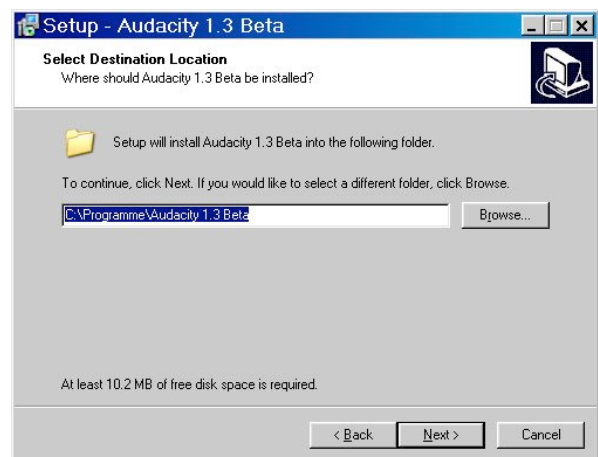 Setup - Audacity 1.3 Beta
Select Destination Location
Where should Audacity 1.3 Beta be installed?
Setup will install Audacity 1.3 Beta into the following folder.
To continue, click Next. If you would like to select a different folder, click Browse.
C:\Programme\Audacity 1.3 Beta
Browse...
At least 10.2 MB of free disk space is required.
< Back
Next >
Cancel